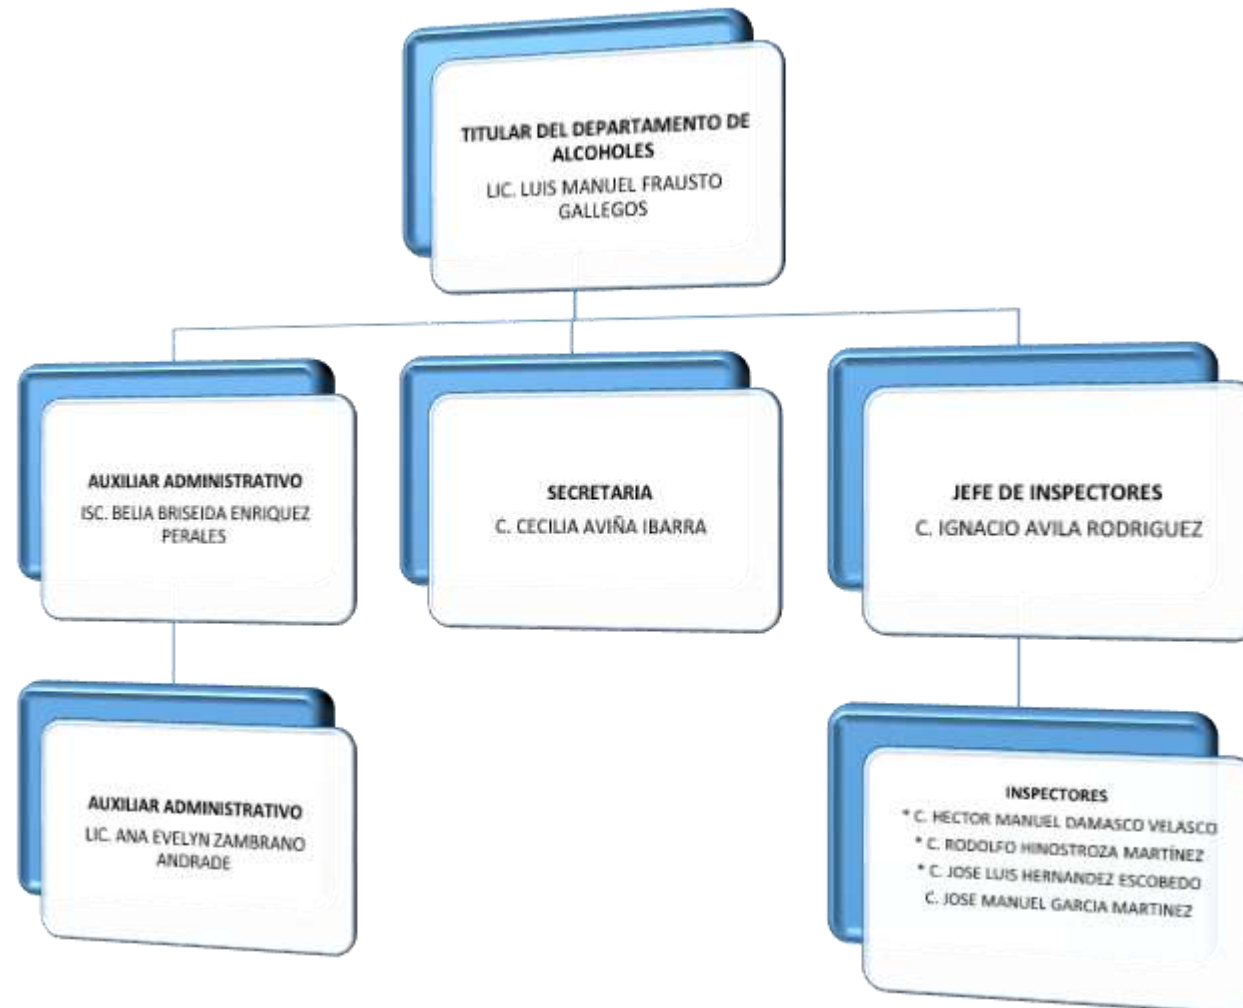 TITULAR DEL DEPARTAMENTO DE
ALCOHOLES
LIC. LUIS MANUEL FRAUSTO
GALLEGOS
AUXILIAR ADMINISTRATIVO
ISC. BELIA BRISEIDA ENRIQUEZ
PERALES
SECRETARIA
C. CECILIA AVIÑA IBARRA
JEFE DE INSPECTORES
C. IGNACIO AVILA RODRIGUEZ
AUXILIAR ADMINISTRATIVO
LIC. ANA EVELYN ZAMBRANO
ANDRADE
INSPECTORES
* C. HECTOR MANUEL DAMASCO VELASCO
* C. RODOLFO HINOSTROZA MARTÍNEZ
* C. JOSE LUIS HERNANDEZ ESCOBEDO
C. JOSE MANUEL GARCIA MARTINEZ